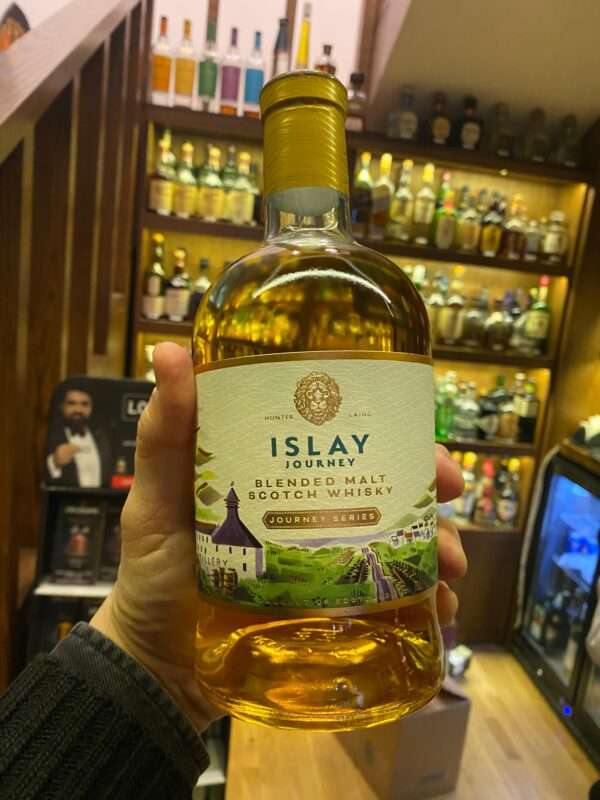 HUNTER LAING
ISLAY
JOURNEY
BLENDED MALT
SCOTCH WHISKY
JOURNEY SERIES